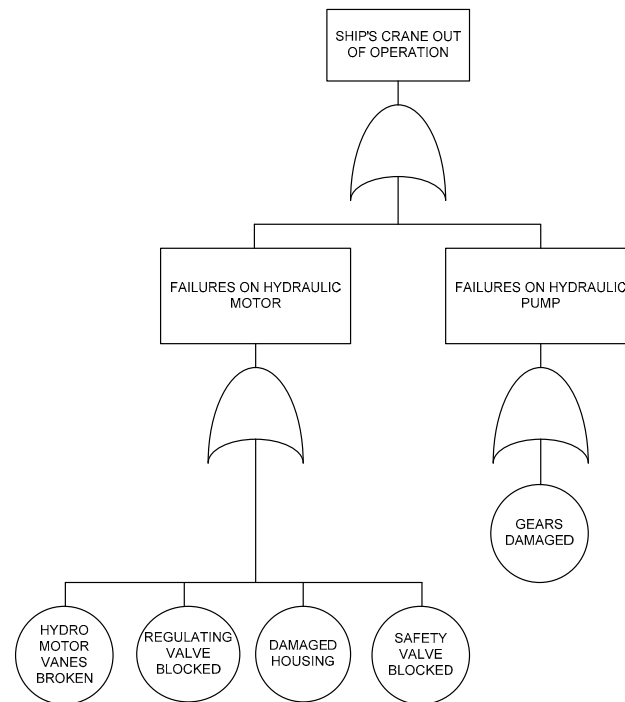 SHIP'S CRANE OUT
OF OPERATION
FAILURES ON HYDRAULIC
MOTOR
FAILURES ON HYDRAULIC
PUMP
GEARS
DAMAGED
HYDRO
MOTOR
VANES
BROKEN
REGULATING
VALVE
BLOCKED
DAMAGED
HOUSING
SAFETY
VALVE
BLOCKED